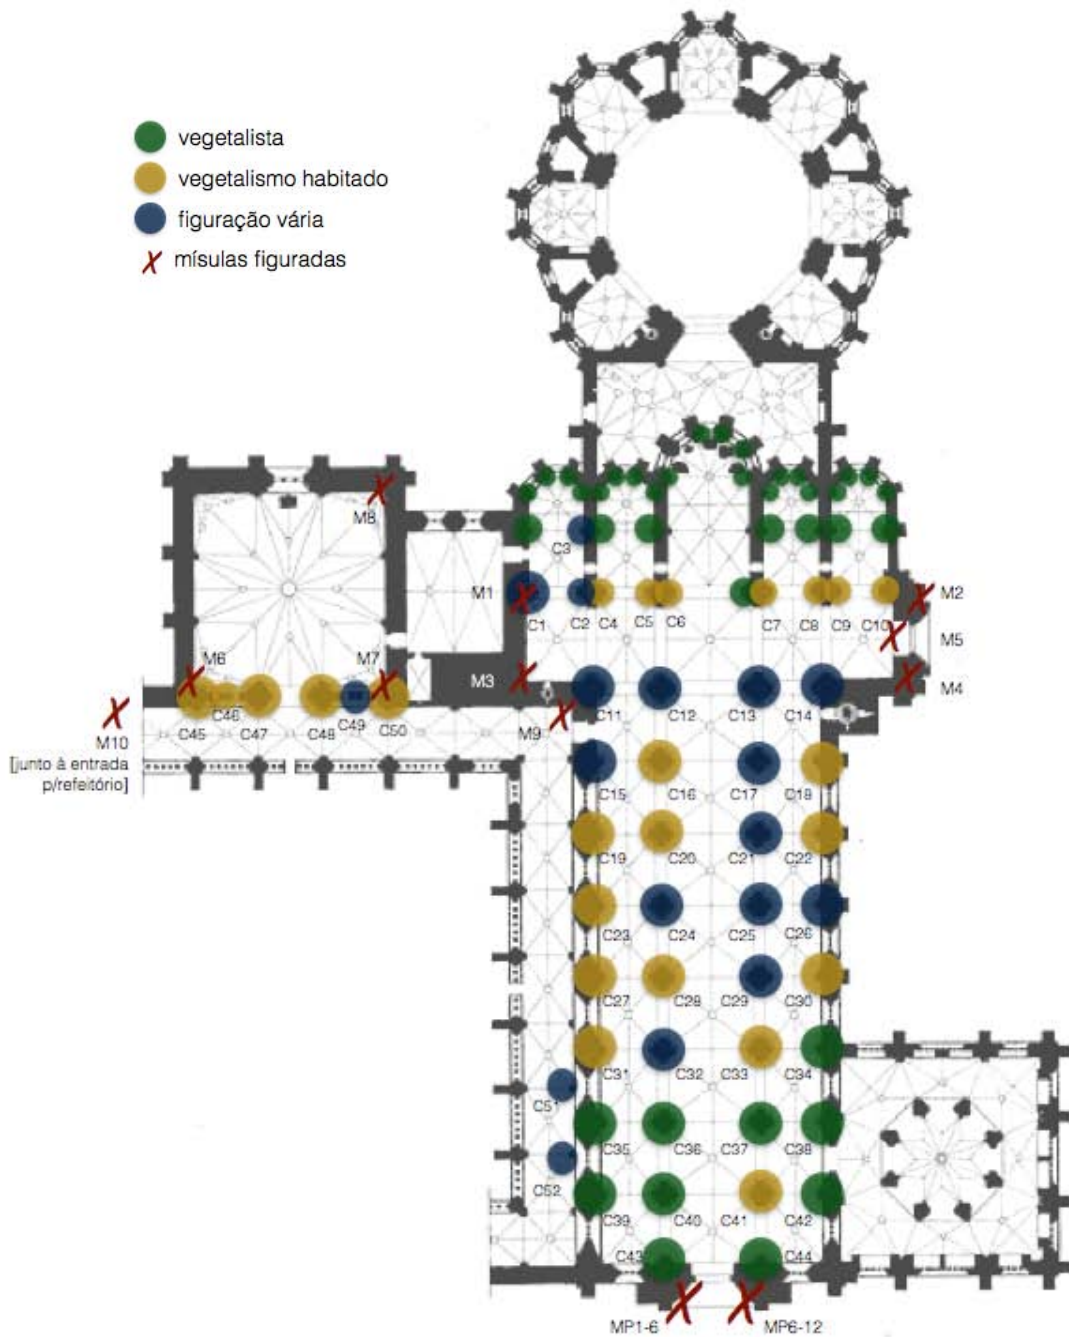 vegetalista
vegetalismo habitado
figuração vária
mísulas figuradas
M8
C3
M1
M2
C1
C2
C4
C5
C6
C7
C8
C9
C10
M5
M6
M7
M3
M4
C46
C49
C11
C12
C13
C14
C45
C47
C48
C50
M9
M10
[junto à entrada
p/refeitório]
C15
C16
C17
C18
C19
C20
C21
C22
C23
C24
C25
C26
C27
C28
C29
C30
C31
C32
C33
C34
C51
C35
C36
C37
C38
C52
C39
C40
C41
C42
C43
C44
MP1-6
MP6-12